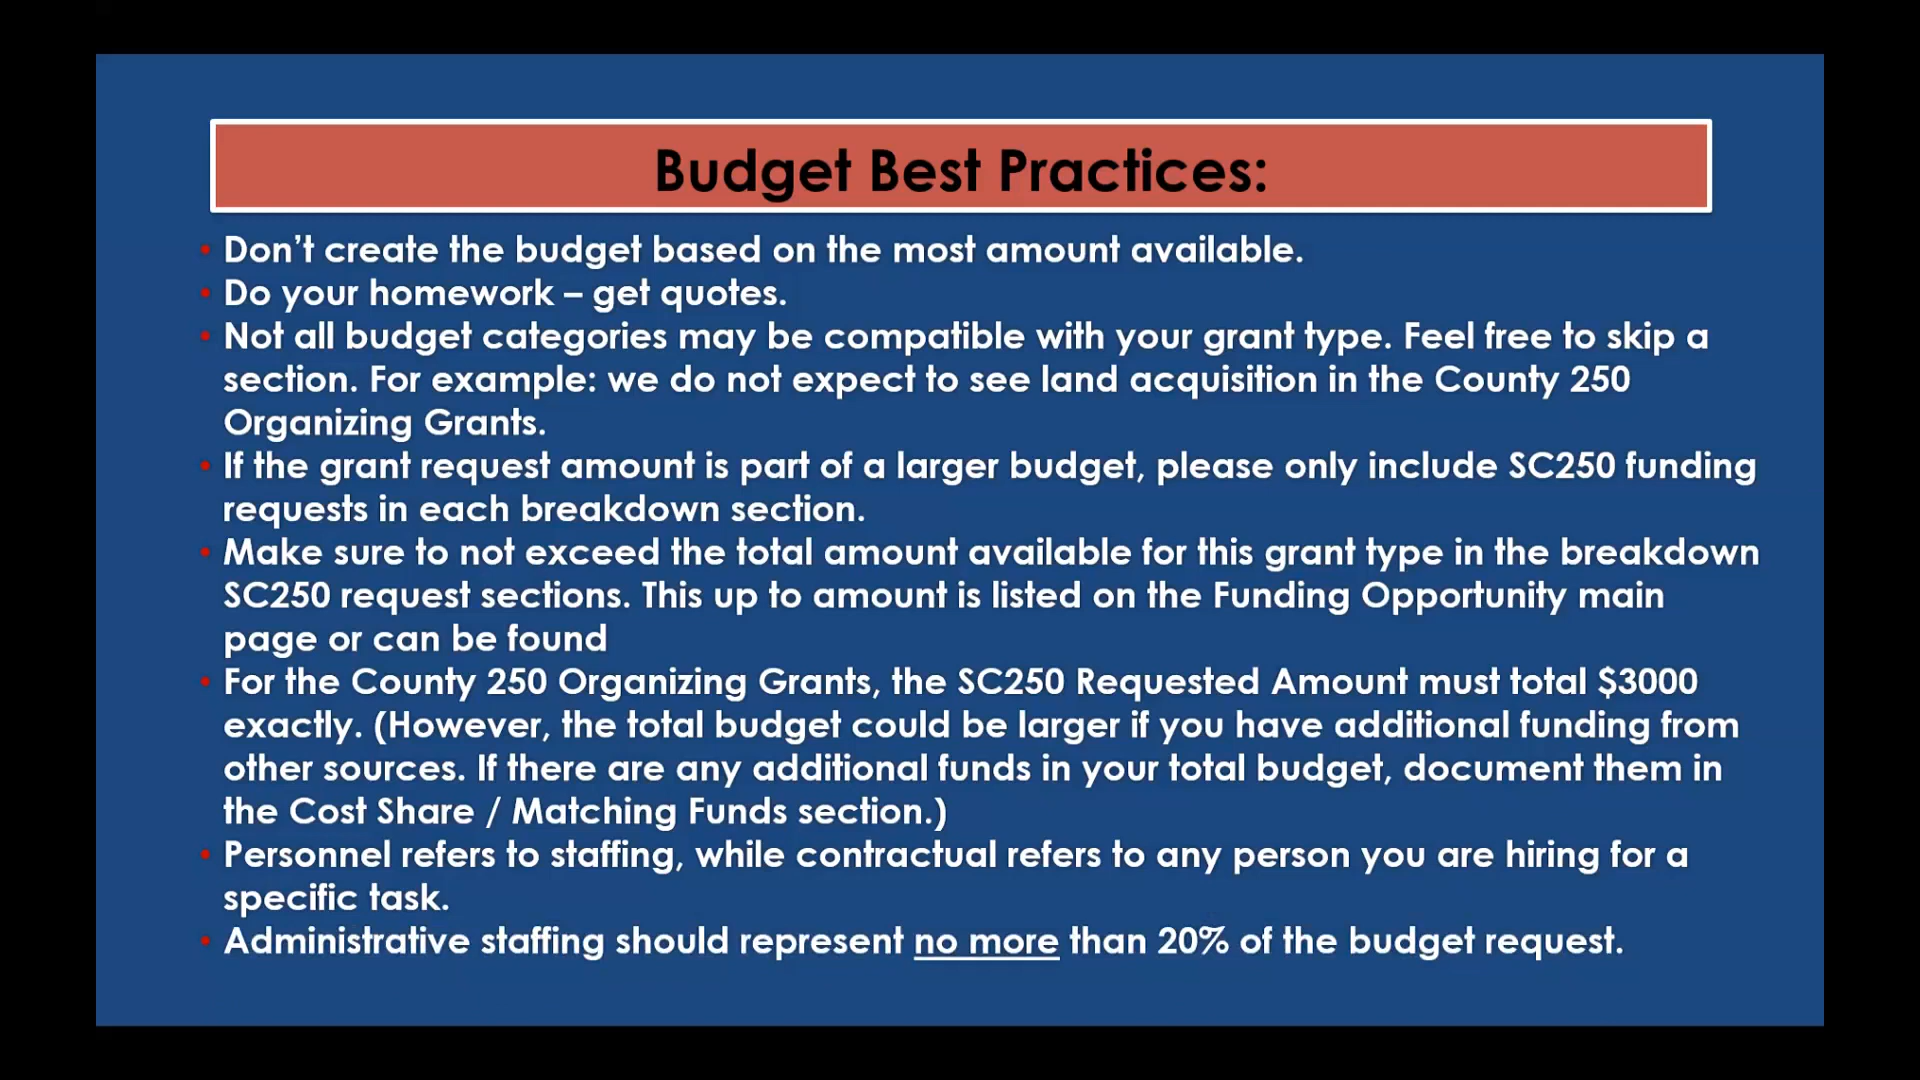 Budget Best Practices:
• Don’t create the budget based on the most amount available.
• Do your homework – get quotes.
• Not all budget categories may be compatible with your grant type. Feel free to skip a
section. For example: we do not expect to see land acquisition in the County 250
Organizing Grants.
• If the grant request amount is part of a larger budget, please only include SC250 funding
requests in each breakdown section.
• Make sure to not exceed the total amount available for this grant type in the breakdown
SC250 request sections. This up to amount is listed on the Funding Opportunity main
page or can be found
• For the County 250 Organizing Grants, the SC250 Requested Amount must total $3000
exactly. (However, the total budget could be larger if you have additional funding from
other sources. If there are any additional funds in your total budget, document them in
the Cost Share / Matching Funds section.)
• Personnel refers to staffing, while contractual refers to any person you are hiring for a
specific task.
• Administrative staffing should represent no more than 20% of the budget request.